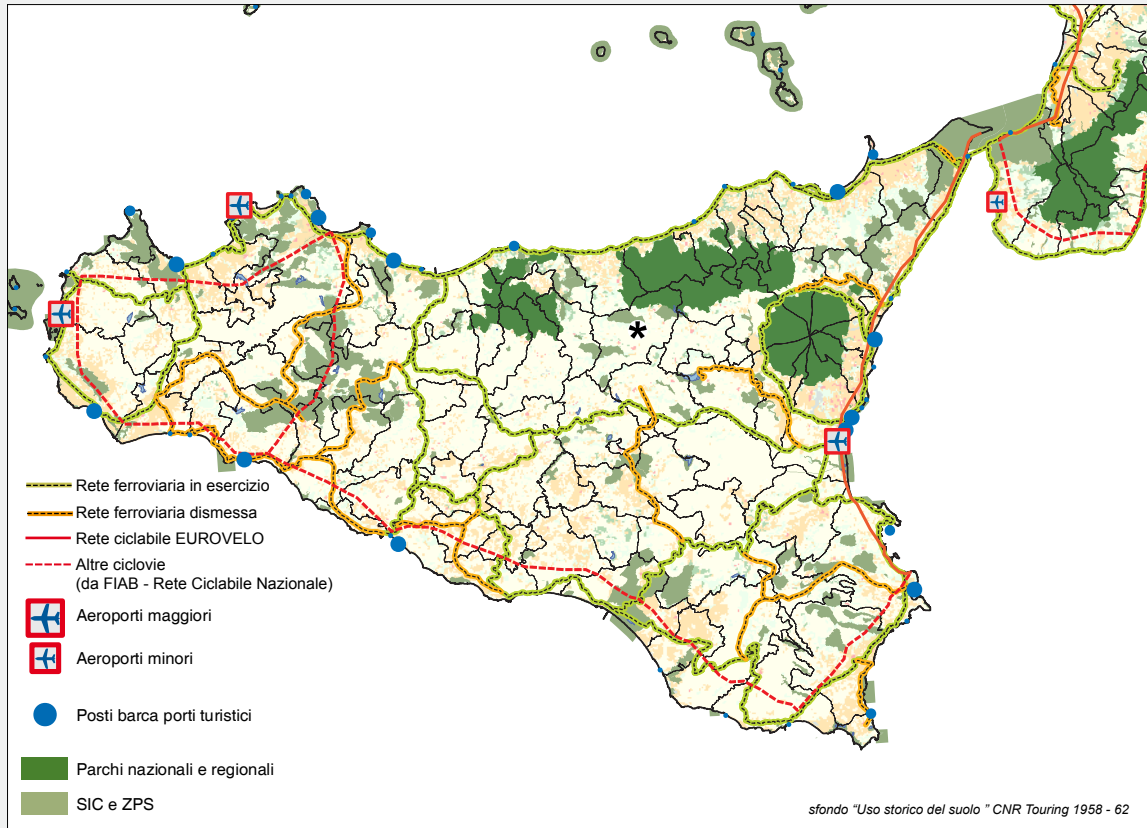 *
Rete ferroviaria in esercizio
Rete ferroviaria dismessa
Rete ciclabile EUROVELO
Altre ciclovie
(da FIAB - Rete Ciclabile Nazionale)
Aeroporti maggiori
Aeroporti minori
Posti barca porti turistici
Parchi nazionali e regionali
SIC e ZPS
sfondo “Uso storico del suolo ” CNR Touring 1958 - 62